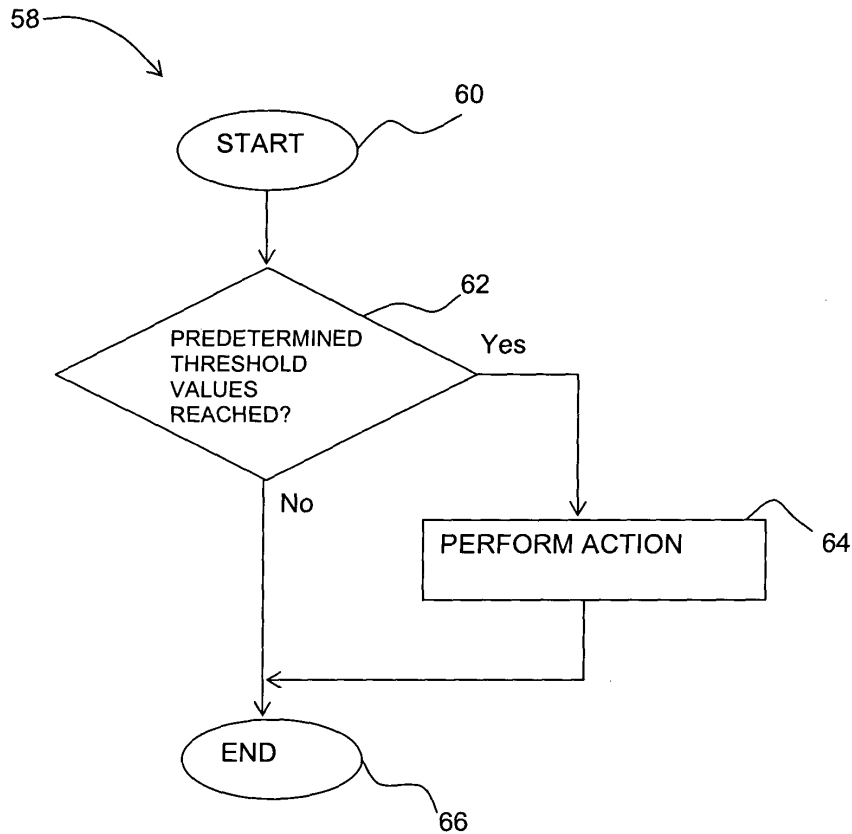 58
60
START
62
PREDETERMINED
THRESHOLD
VALUES
REACHED?
Yes
No
PERFORM ACTION
64
END
66